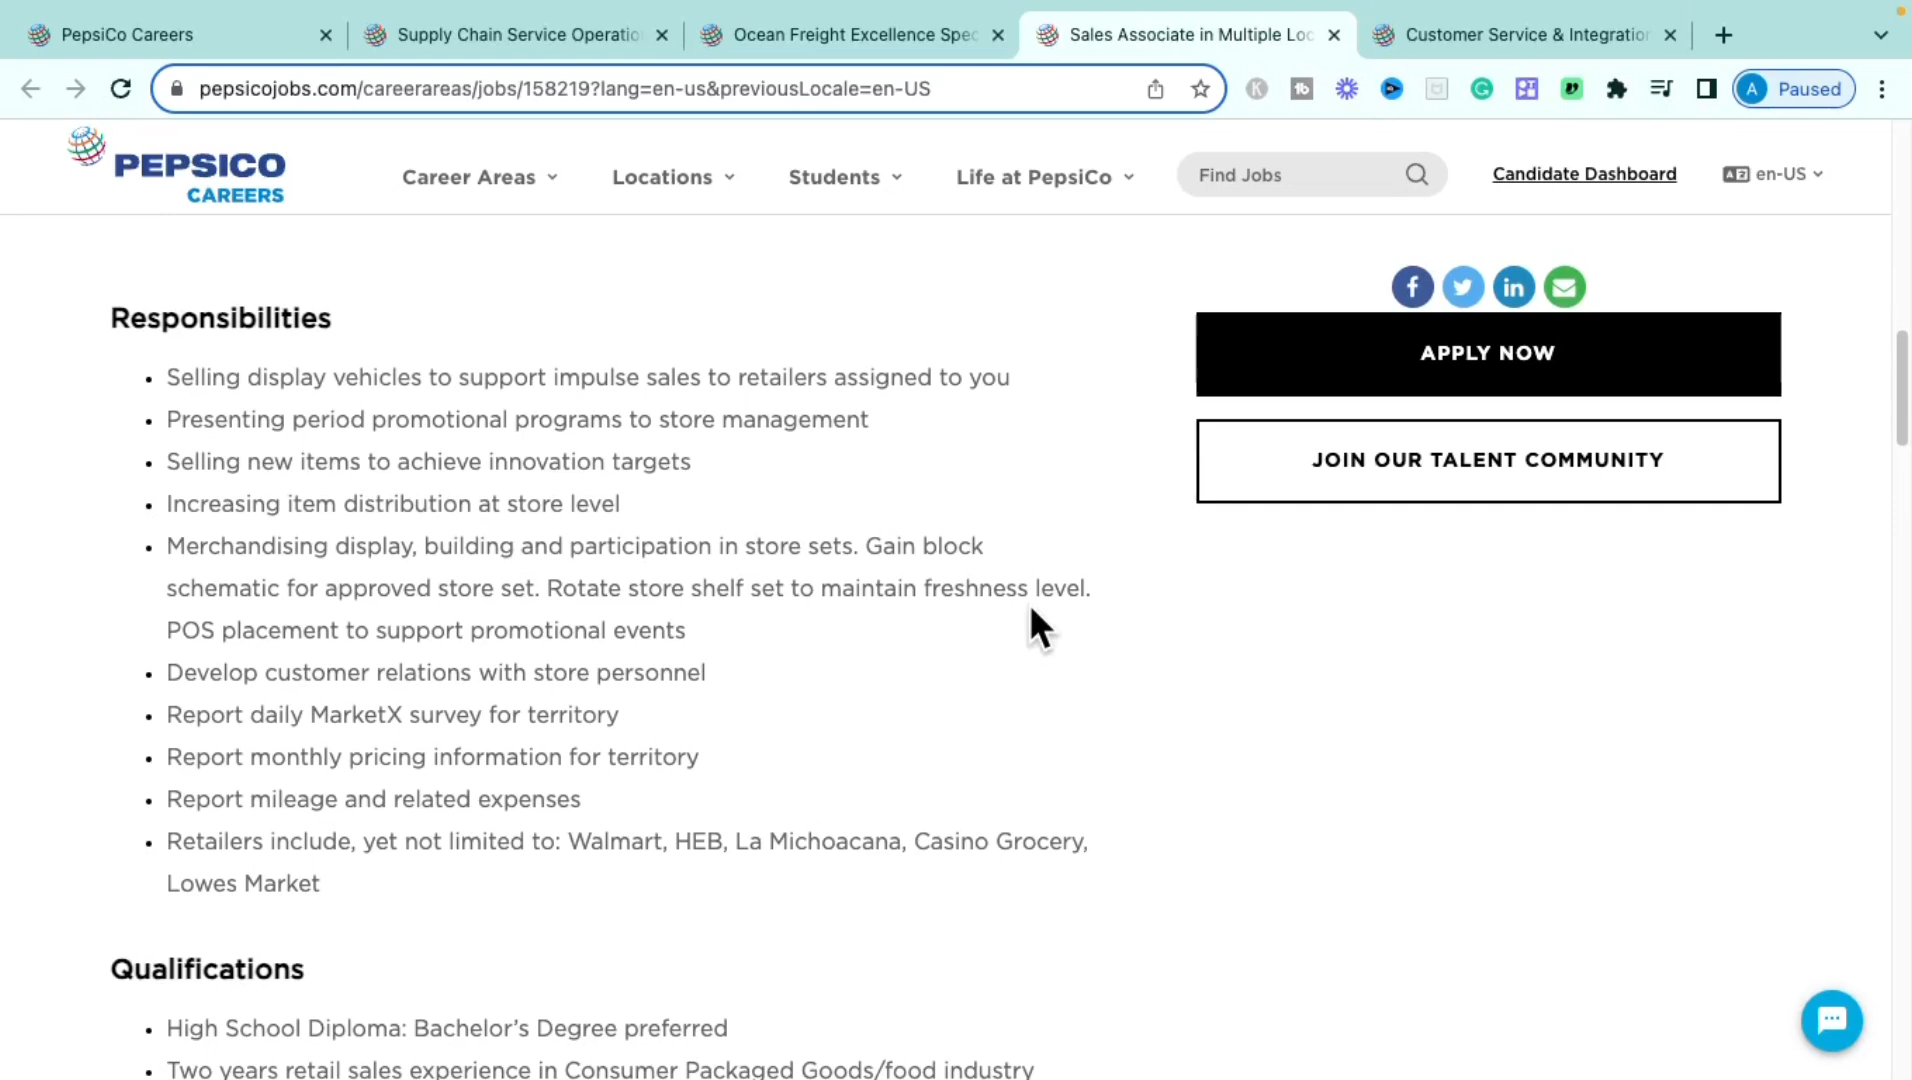 PepsiCo Careers
Supply Chain Service Operatio
Ocean Freight Excellence Spec
Sales Associate in Multiple Loc
Customer Service & Integration
pepsicojobs.com/careerareas/jobs/158219?lang=en-us&previousLocale=en-US
A Paused
PEPSICO
CAREERS
Career Areas
Locations
Students
Life at PepsiCo
Find Jobs
Candidate Dashboard
en-US
Responsibilities
• Selling display vehicles to support impulse sales to retailers assigned to you
• Presenting period promotional programs to store management
• Selling new items to achieve innovation targets
• Increasing item distribution at store level
• Merchandising display, building and participation in store sets. Gain block
schematic for approved store set. Rotate store shelf set to maintain freshness level.
POS placement to support promotional events
• Develop customer relations with store personnel
• Report daily MarketX survey for territory
• Report monthly pricing information for territory
• Report mileage and related expenses
• Retailers include, yet not limited to: Walmart, HEB, La Michoacana, Casino Grocery,
Lowes Market
Qualifications
• High School Diploma: Bachelor’s Degree preferred
• Two years retail sales experience in Consumer Packaged Goods/food industry
APPLY NOW
JOIN OUR TALENT COMMUNITY